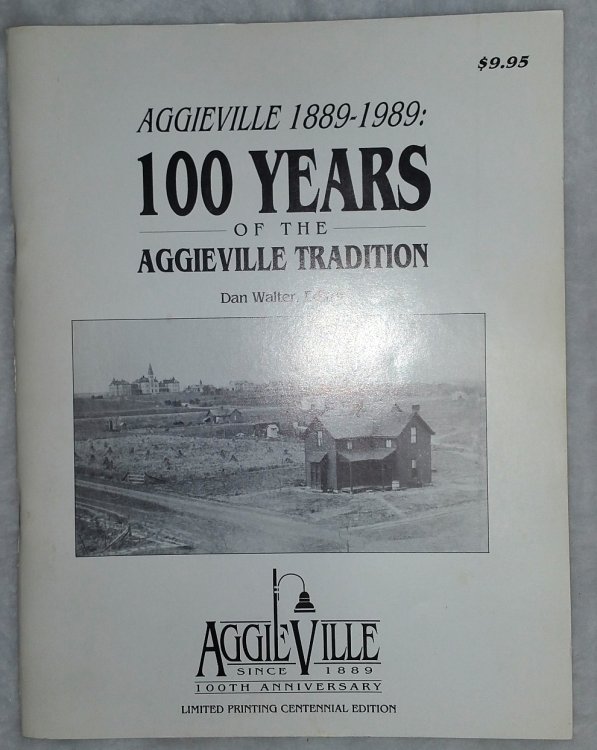 $9.95
AGGIEVILLE 1889-1989:
100 YEARS
OF THE
AGGIEVILLE TRADITION
Dan Walter,
AGGIEVILLE
SINCE 1889
100TH ANNIVERSARY
LIMITED PRINTING CENTENNIAL EDITION